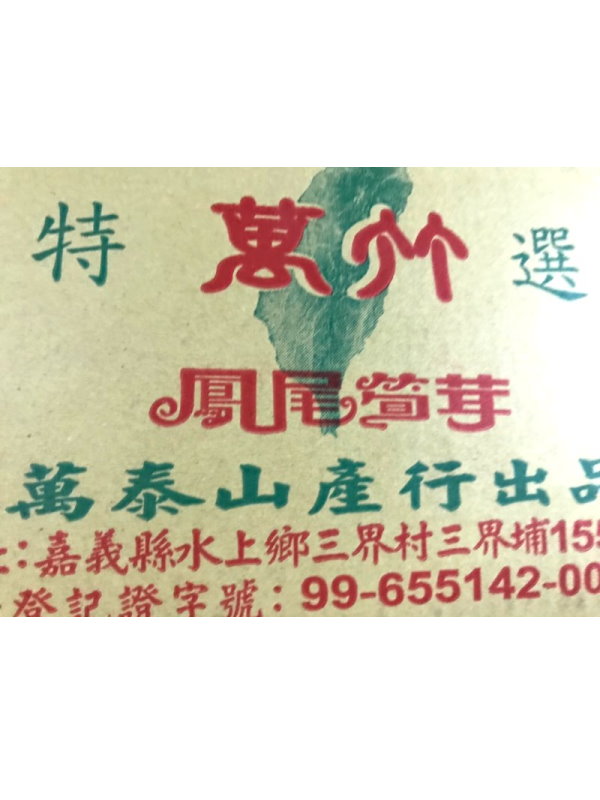 特 萬竹 選
鳳尾筍茸
萬泰山產行出品
址:嘉義縣水上鄉三界村三界埔155
登記證字號:99-655142-00